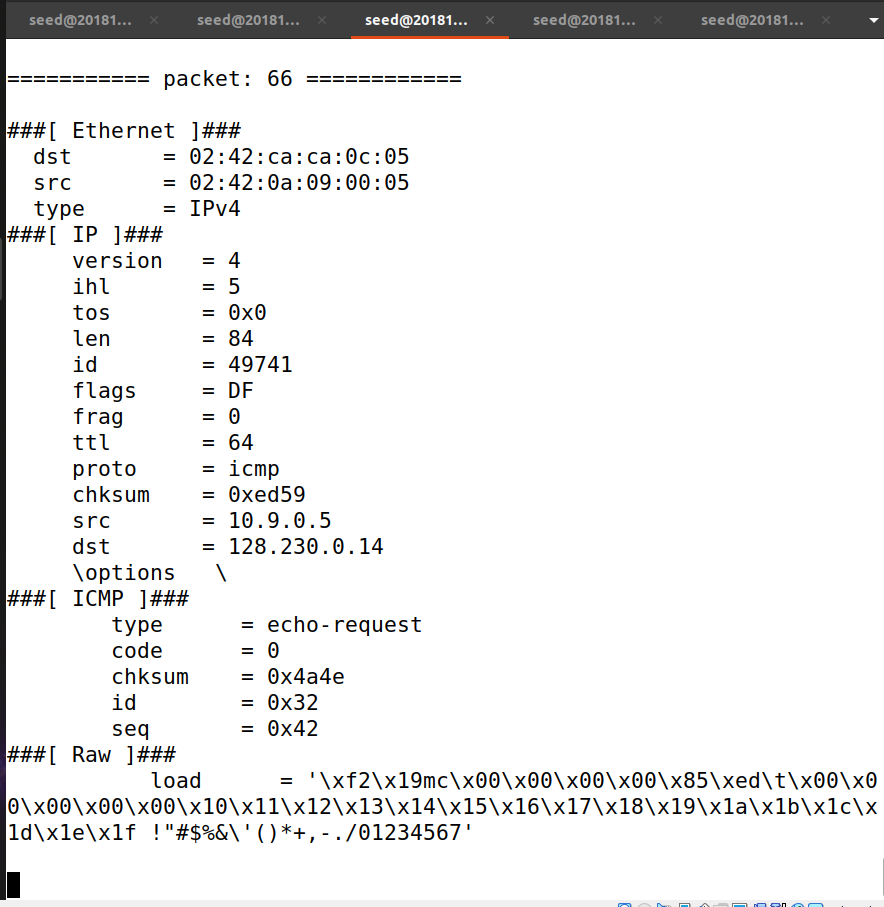 seed@20181... × seed@20181... × seed@20181... × seed@20181... × seed@20181... ×
=========== packet: 66 ============
###[ Ethernet ]###
  dst       = 02:42:ca:ca:0c:05
  src       = 02:42:0a:09:00:05
  type      = IPv4
###[ IP ]###
     version   = 4
     ihl       = 5
     tos       = 0x0
     len       = 84
     id        = 49741
     flags     = DF
     frag      = 0
     ttl       = 64
     proto     = icmp
     chksum    = 0xed59
     src       = 10.9.0.5
     dst       = 128.230.0.14
     \options   \
###[ ICMP ]###
        type      = echo-request
        code      = 0
        chksum    = 0x4a4e
        id        = 0x32
        seq       = 0x42
###[ Raw ]###
           load      = '\xf2\x19mc\x00\x00\x00\x00\x85\xed\t\x00\x0
0\x00\x00\x00\x10\x11\x12\x13\x14\x15\x16\x17\x18\x19\x1a\x1b\x1c\x
1d\x1e\x1f !"#$%&\'()*+,-./01234567'